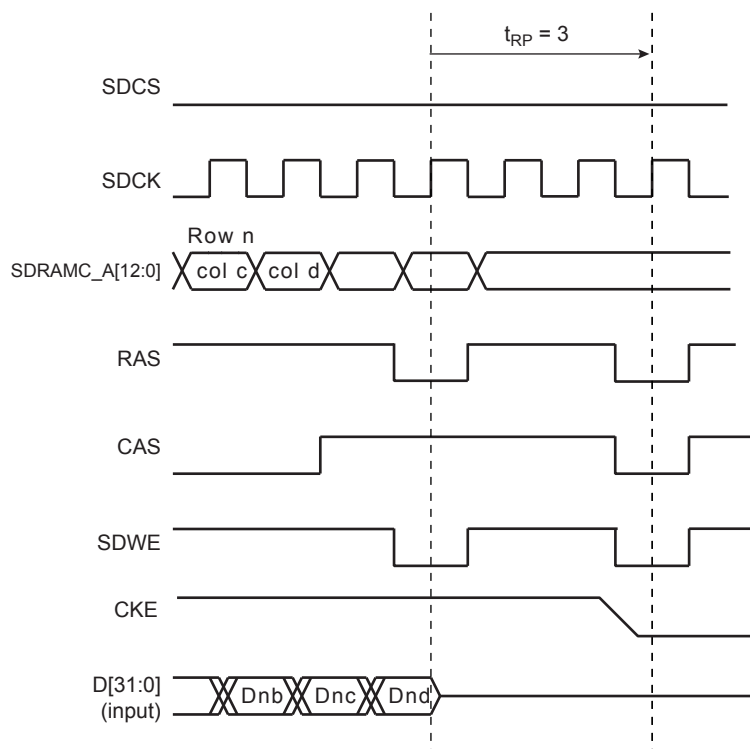 tRP = 3
SDCS
SDCK
Row n
SDRAMC_A[12:0]
col c
col d
RAS
CAS
SDWE
CKE
D[31:0]
(input)
Dnb
Dnc
Dnd